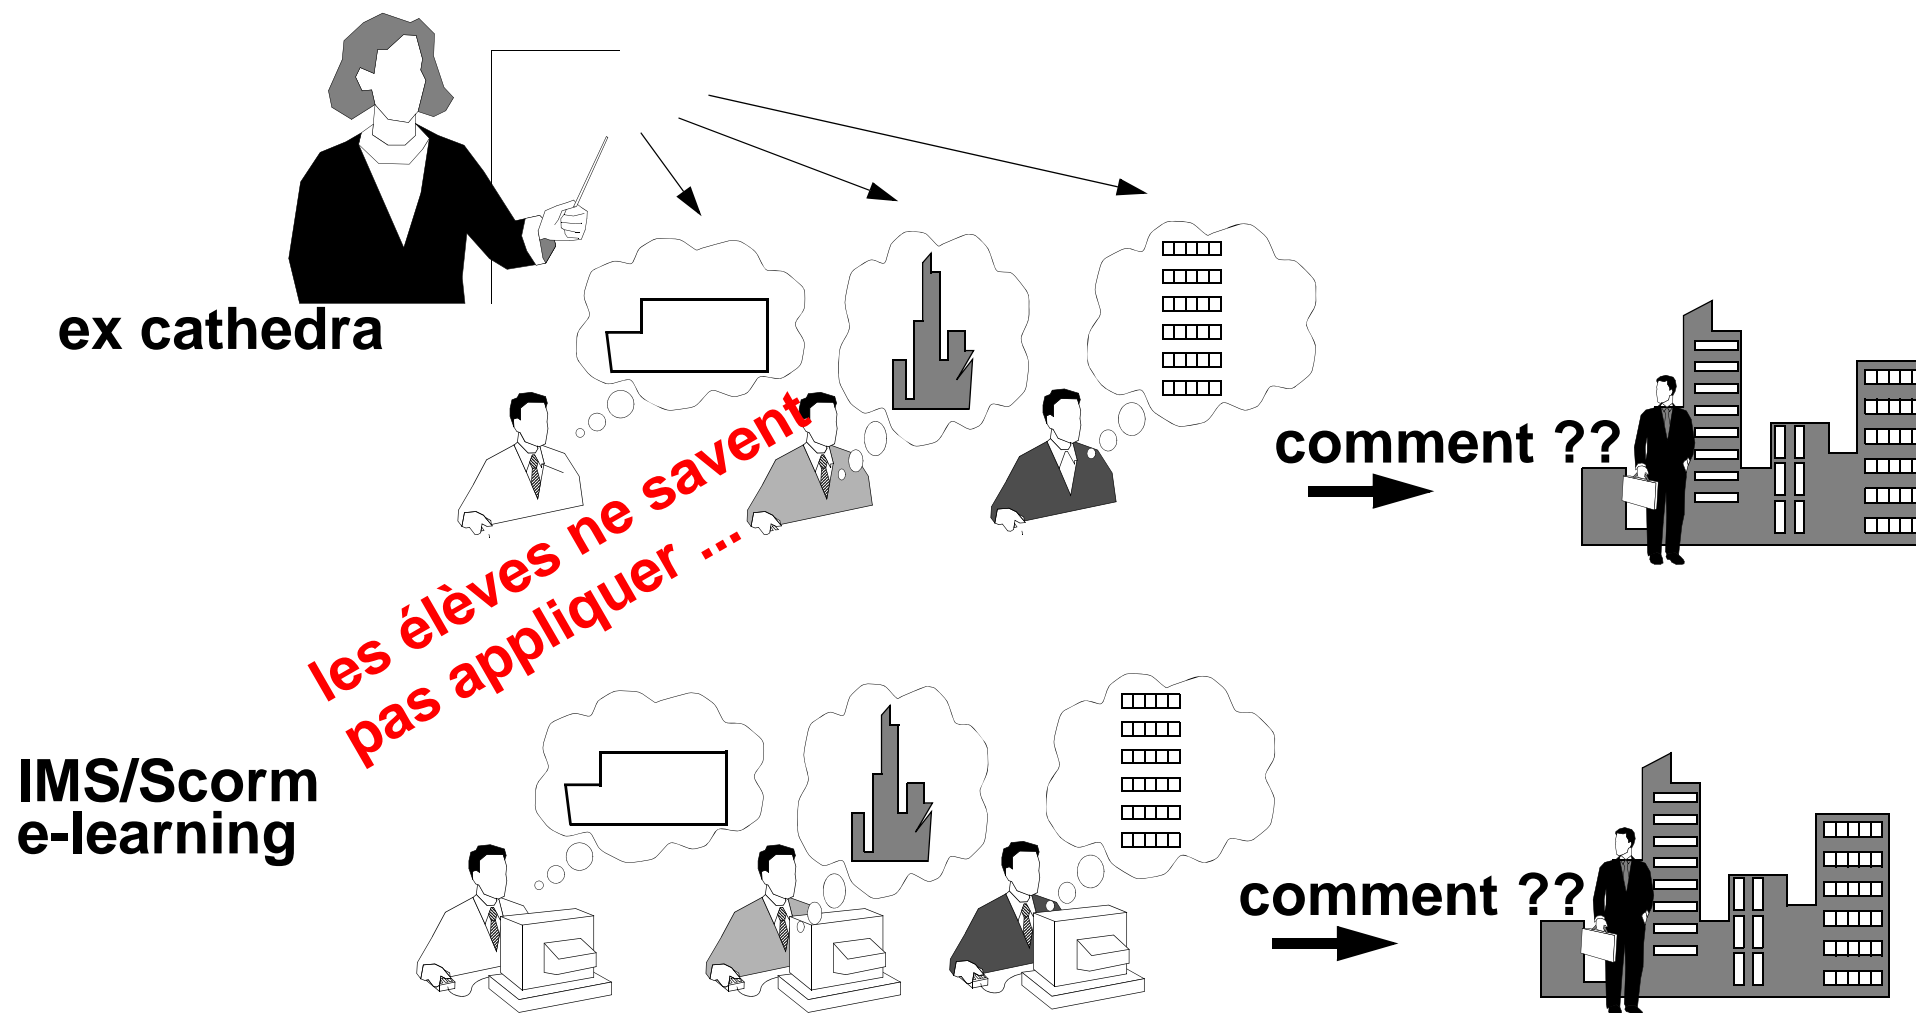 ex cathedra
comment ??
les élèves ne savent
pas appliquer ...
IMS/Scorm
e-learning
comment ??